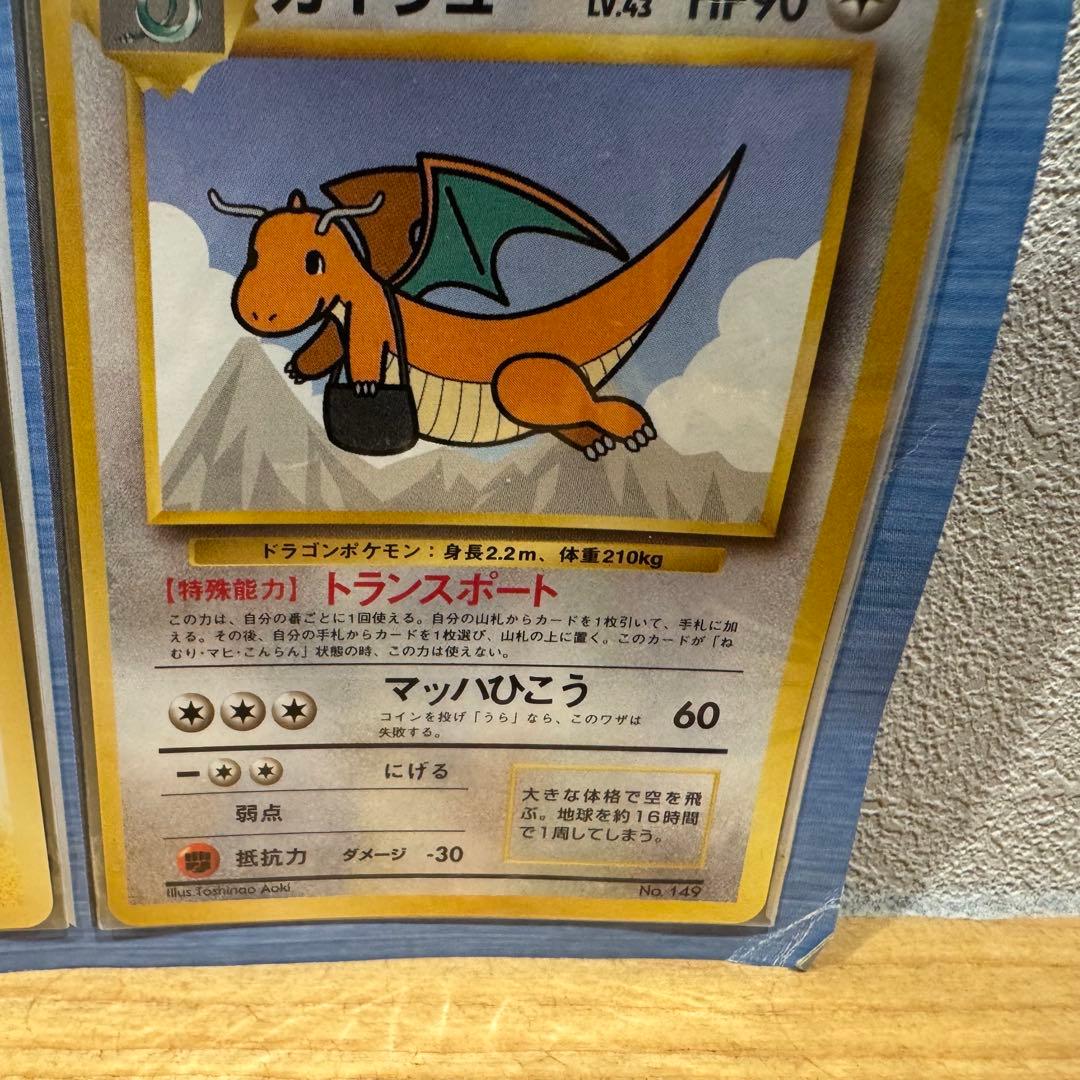 カイリュー LV.43 HP90
ドラゴンポケモン：身長2.2m、体重210kg
【特殊能力】トランスポート
この力は、自分の番ごとに1回使える。自分の山札からカードを1枚引いて、手札に加
える。その後、自分の手札からカードを1枚選び、山札の上に置く。このカードが「ね
むり・マヒ・こんらん」状態の時、この力は使えない。
マッハひこう
コインを投げ「うら」なら、このワザは
失敗する。
60
にげる
弱点
抵抗力 ダメージ -30
大きな体格で空を飛
ぶ。地球を約16時間
で1周してしまう。
Illus.Toshinao Aoki
No.149